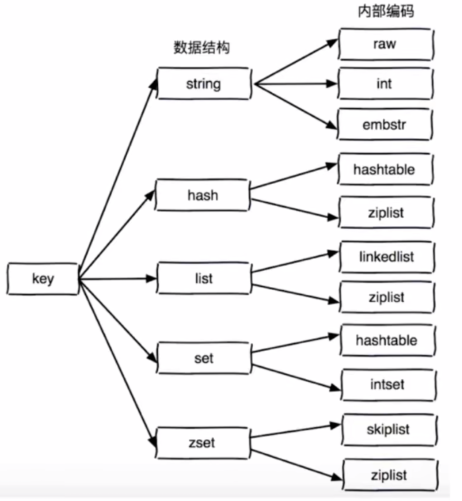 内部编码
数据结构
raw
string
int
embstr
hashtable
hash
ziplist
linkedlist
key
list
ziplist
hashtable
set
intset
skiplist
zset
ziplist